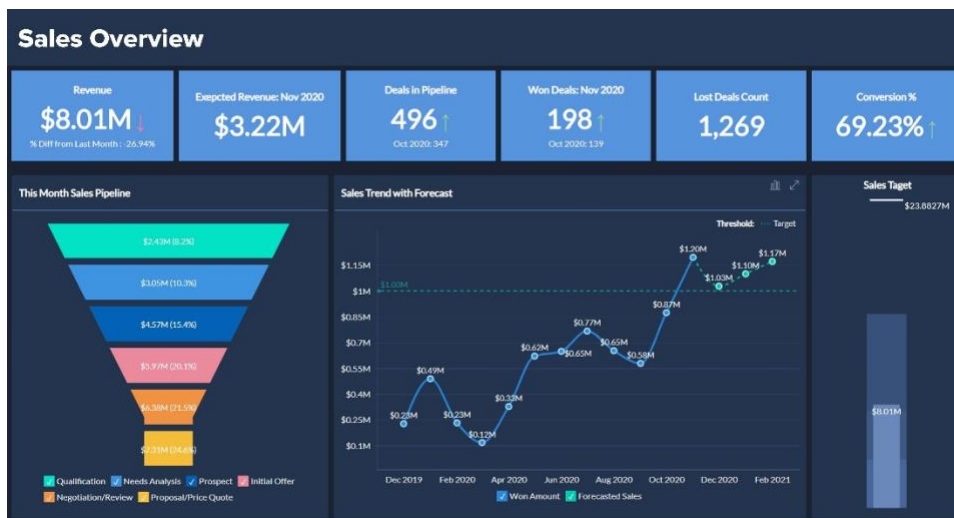 Sales Overview
Revenue
$8.01M
% Diff from Last Month : -26.94%
Exepcted Revenue: Nov 2020
$3.22M
Deals in Pipeline
496
Oct 2020: 347
Won Deals: Nov 2020
198
Oct 2020: 139
Lost Deals Count
1,269
Conversion %
69.23%
This Month Sales Pipeline
$2.43M (8.2%)
$3.05M (10.3%)
$4.57M (15.4%)
$5.97M (20.1%)
$6.38M (21.5%)
$7.31M (24.6%)
Qualification Needs Analysis Prospect Initial Offer
Negotiation/Review Proposal/Price Quote
Sales Trend with Forecast
Threshold: Target
$1.15M
$1M
$0.85M
$0.7M
$0.55M
$0.4M
$0.25M
$0.1M
$1.00M
$0.23M
$0.49M
$0.23M
$0.12M
$0.33M
$0.62M
$0.65M
$0.77M
$0.65M
$0.58M
$0.87M
$1.20M
$1.03M
$1.10M
$1.17M
Dec 2019 Feb 2020 Apr 2020 Jun 2020 Aug 2020 Oct 2020 Dec 2020 Feb 2021
Won Amount Forecasted Sales
Sales Taget
$23.8827M
$8.01M